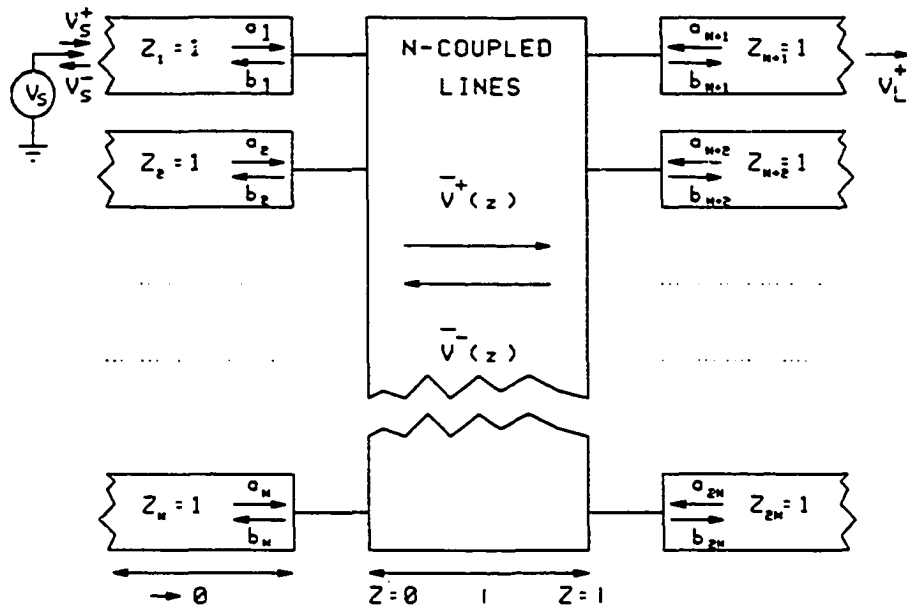 V_S^+
V_S^-
V_S
Z_1 = 1
a_1
b_1
N-COUPLED
LINES
a_{N+1}
b_{N+1}
Z_{N+1} = 1
V_L^+
Z_2 = 1
a_2
b_2
a_{N+2}
b_{N+2}
Z_{N+2} = 1
V̅^+(z)
V̅^-(z)
Z_N = 1
a_N
b_N
a_{2N}
b_{2N}
Z_{2N} = 1
→ 0
Z=0 l Z=l